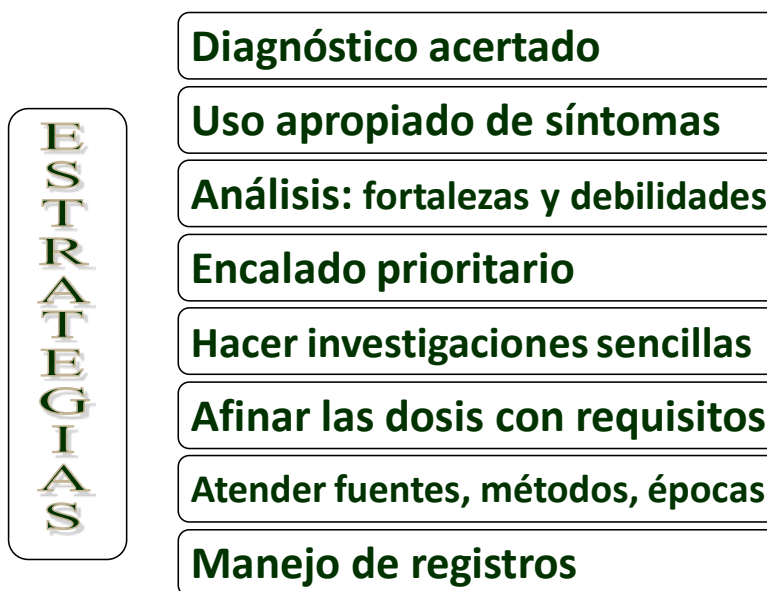 ESTRATEGIAS
Diagnóstico acertado
Uso apropiado de síntomas
Análisis: fortalezas y debilidades
Encalado prioritario
Hacer investigaciones sencillas
Afinar las dosis con requisitos
Atender fuentes, métodos, épocas
Manejo de registros